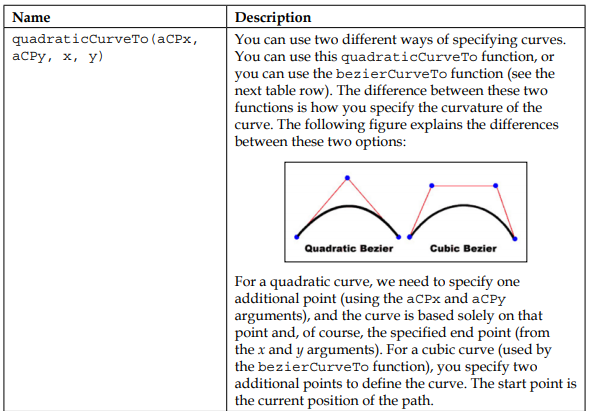 Name
Description
quadraticCurveTo(aCPx,
aCPy, x, y)
You can use two different ways of specifying curves.
You can use this quadraticCurveTo function, or
you can use the bezierCurveTo function (see the
next table row). The difference between these two
functions is how you specify the curvature of the
curve. The following figure explains the differences
between these two options:
Quadratic Bezier
Cubic Bezier
For a quadratic curve, we need to specify one
additional point (using the aCPx and aCPy
arguments), and the curve is based solely on that
point and, of course, the specified end point (from
the x and y arguments). For a cubic curve (used by
the bezierCurveTo function), you specify two
additional points to define the curve. The start point is
the current position of the path.